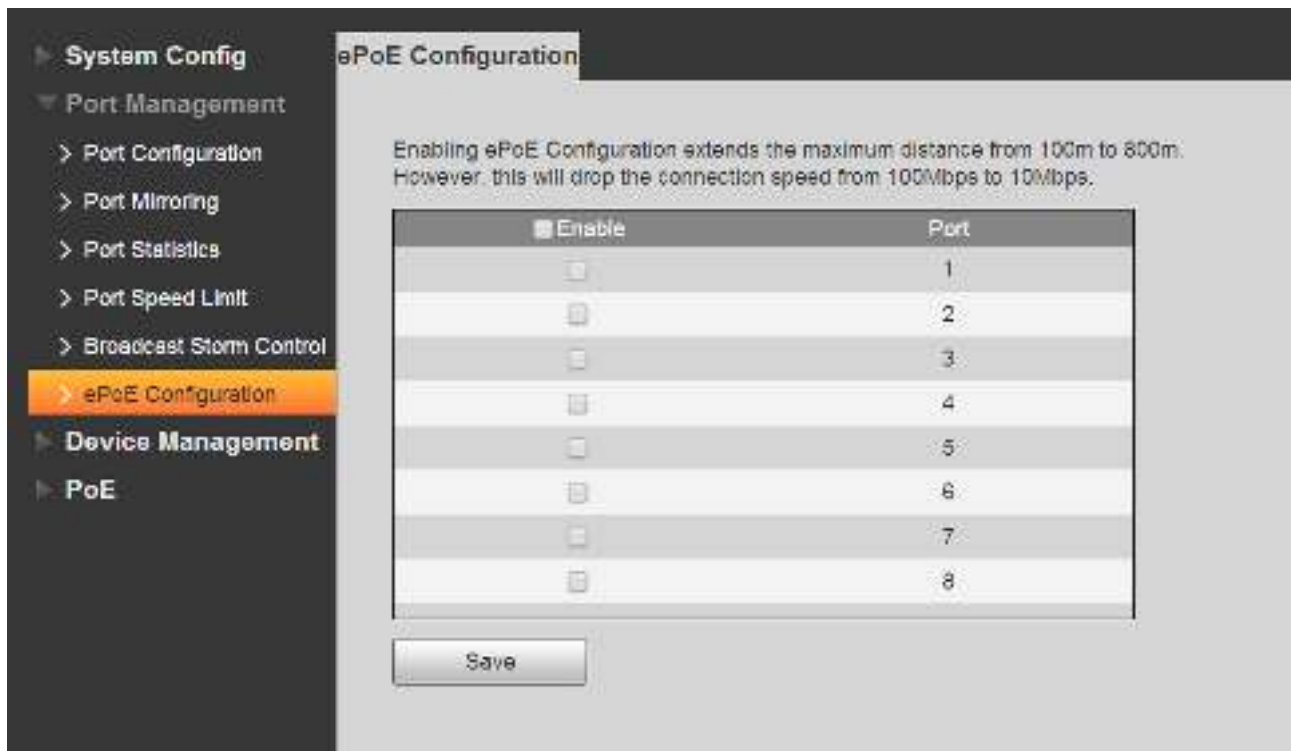 System Config
Port Management
Port Configuration
Port Mirroring
Port Statistics
Port Speed Limit
Broadcast Storm Control
ePoE Configuration
Device Management
PoE
ePoE Configuration
Enabling ePoE Configuration extends the maximum distance from 100m to 800m.
However, this will drop the connection speed from 100Mbps to 10Mbps.
Enable Port
1
2
3
4
5
6
7
8
Save